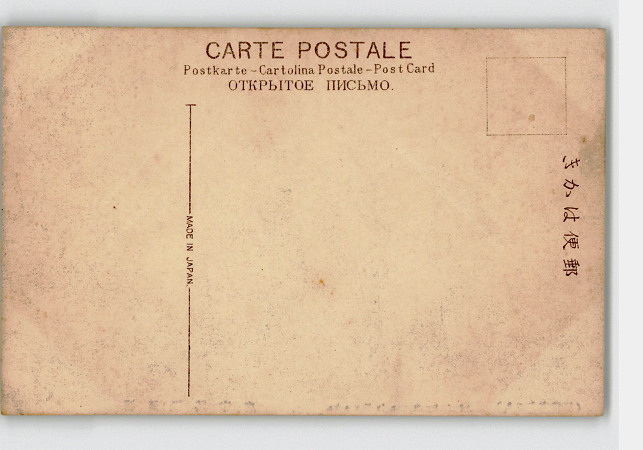 CARTE POSTALE
Postkarte – Cartolina Postale – Post Card
ОТКРЫТОЕ ПИСЬМО.
MADE IN JAPAN.
きかは便郵